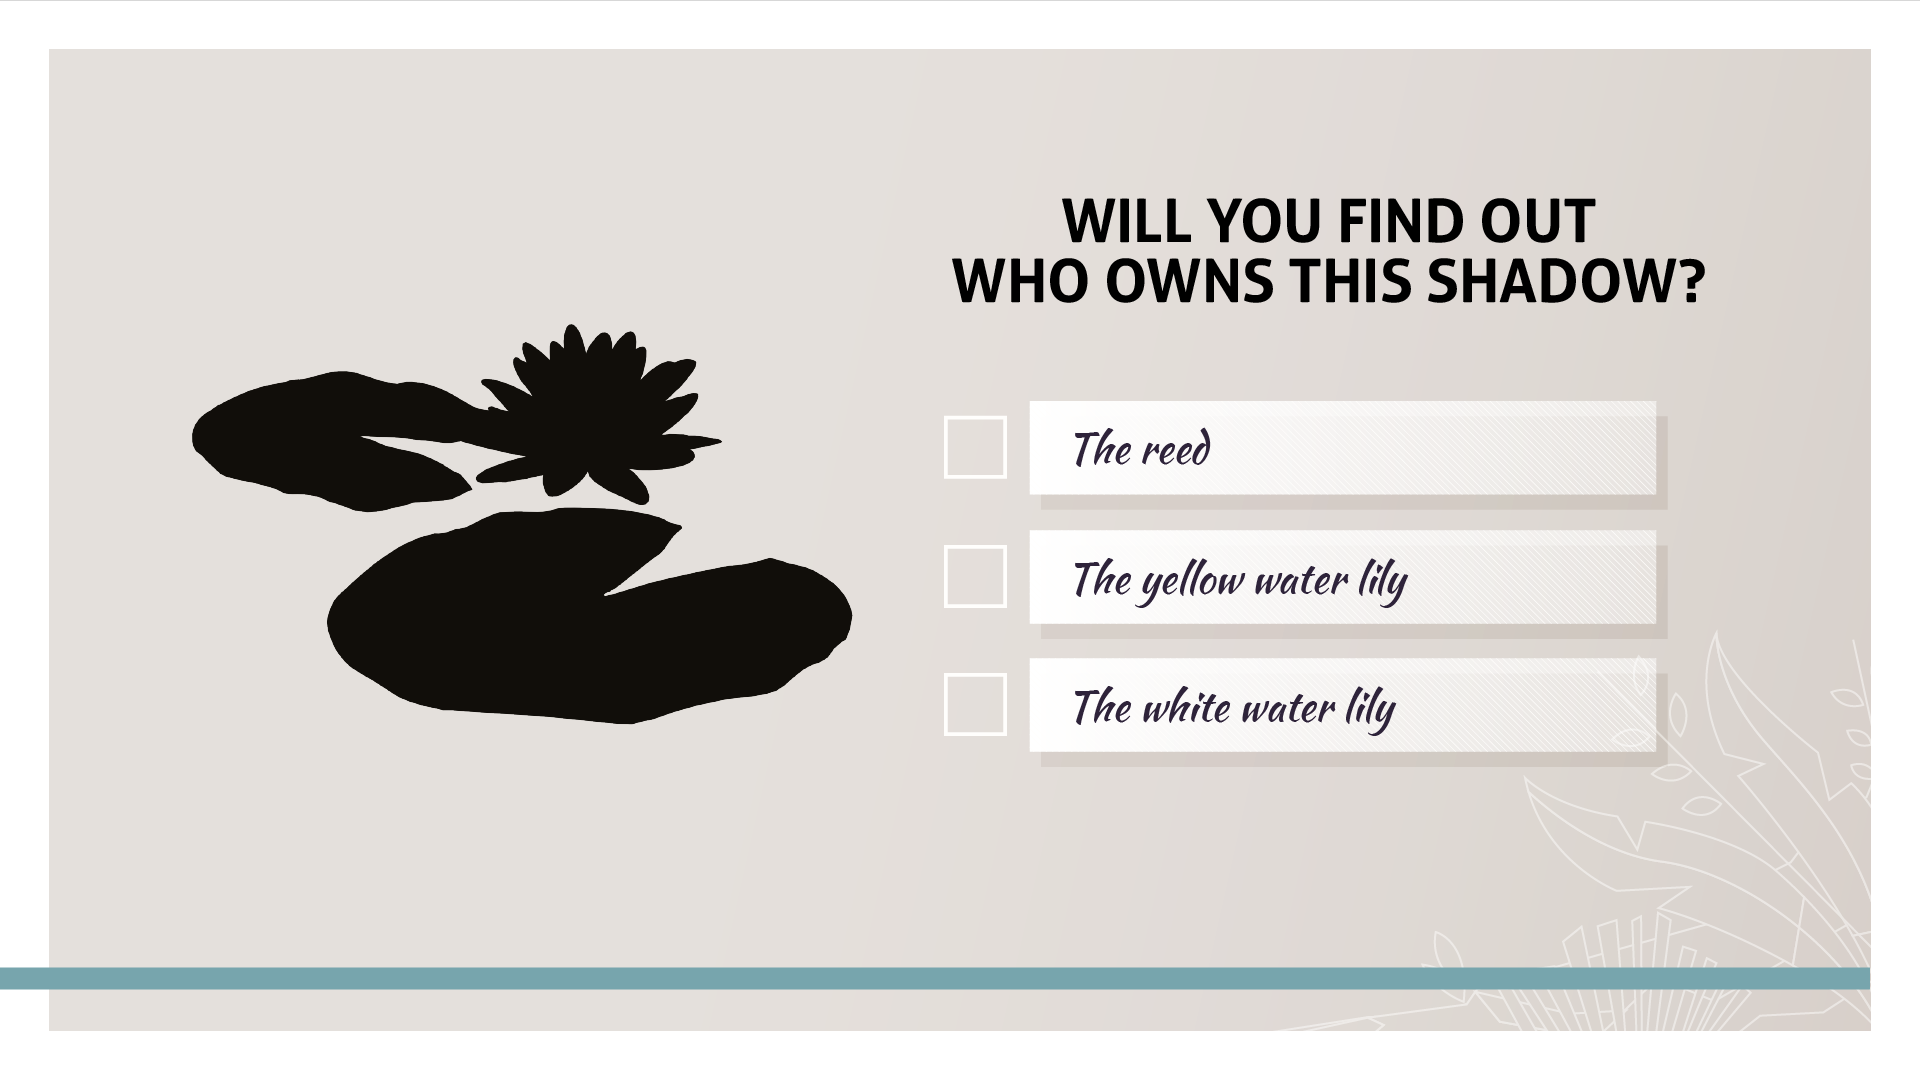 WILL YOU FIND OUT
WHO OWNS THIS SHADOW?
The reed
The yellow water lily
The white water lily